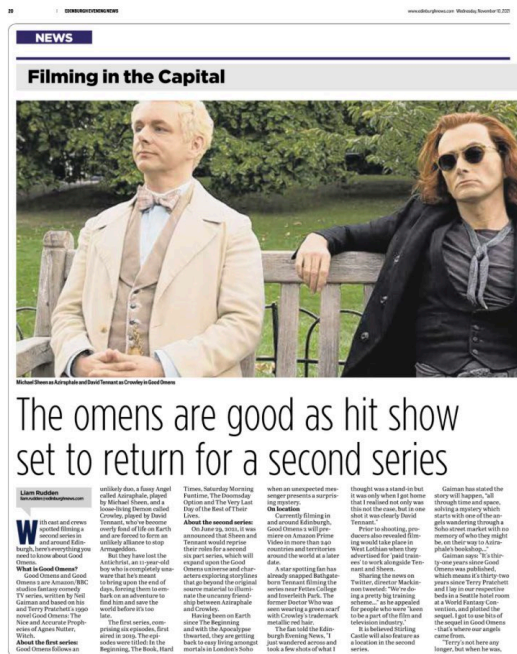 20
EDINBURGH EVENING NEWS
www.edinburghnews.com Wednesday, November 10, 2021
NEWS
Filming in the Capital
Michael Sheen as Aziraphale and David Tennant as Crowley in Good Omens
The omens are good as hit show
set to return for a second series
Liam Rudden
liam.rudden@edinburghnews.com
With cast and crew
spotted filming a
second series in
and around Edin-
burgh, here's everything you
need to know about Good
Omens.
What is Good Omens?
Good Omens and Good
Omens 2 are Amazon/BBC
studios fantasy comedy
TV series, written by Neil
Gaiman and based on his
and Terry Pratchett's 1990
novel Good Omens: The
Nice and Accurate Proph-
ecies of Agnes Nutter,
Witch.
About the first series:
Good Omens follows an
unlikely duo, a fussy Angel
called Aziraphale, played
by Michael Sheen, and a
loose-living Demon called
Crowley, played by David
Tennant, who've become
overly fond of life on Earth
and are forced to form an
unlikely alliance to stop
Armageddon.
But they have lost the
Antichrist, an 11-year-old
boy who is completely una-
ware that he's meant
to bring upon the end of
days, forcing them to em-
bark on an adventure to
find him and save the
world before it's too
late.
The first series, com-
prising six episodes, first
aired in 2019. The epi-
sodes were titled: In the
Beginning, The Book, Hard
Times, Saturday Morning
Funtime, The Doomsday
Option and The Very Last
Day of the Rest of Their
Lives.
About the second series:
On June 29, 2021, it was
announced that Sheen and
Tennant would reprise
their roles for a second
six part series, which will
expand upon the Good
Omens universe and char-
acters exploring storylines
that go beyond the original
source material to illumi-
nate the uncanny friend-
ship between Aziraphale
and Crowley.
Having been on Earth
since The Beginning
and with the Apocalypse
thwarted, they are getting
back to easy living amongst
mortals in London's Soho
when an unexpected mes-
senger presents a surpris-
ing mystery.
On location
Currently filming in
and around Edinburgh,
Good Omens 2 will pre-
miere on Amazon Prime
Video in more than 240
countries and territories
around the world at a later
date.
A star spotting fan has
already snapped Bathgate-
born Tennant filming the
series near Fettes College
and Inverleith Park. The
former Doctor Who was
seen wearing a green scarf
with Crowley's trademark
metallic red hair.
The fan told the Edin-
burgh Evening News, "I
just wandered across and
took a few shots of what I
thought was a stand-in but
it was only when I got home
that I realised not only was
this not the case, but in one
shot it was clearly David
Tennant.'
Prior to shooting, pro-
ducers also revealed film-
ing would take place in
West Lothian when they
advertised for 'paid train-
ees' to work alongside Ten-
nant and Sheen.
Sharing the news on
Twitter, director Mackin-
non tweeted: "We're do-
ing a pretty big training
scheme..." as he appealed
for people who were "keen
to be a part of the film and
television industry."
It is believed Stirling
Castle will also feature as
a location in the second
series.
Gaiman has stated the
story will happen, "all
through time and space,
solving a mystery which
starts with one of the an-
gels wandering through a
Soho street market with no
memory of who they might
be, on their way to Azira-
phale's bookshop...'
Gaiman says: "It's thir-
ty-one years since Good
Omens was published,
which means it's thirty-two
years since Terry Pratchett
and I lay in our respective
beds in a Seattle hotel room
at a World Fantasy Con-
vention, and plotted the
sequel. I got to use bits of
the sequel in Good Omens
- that's where our angels
came from.
"Terry's not here any
longer, but when he was,